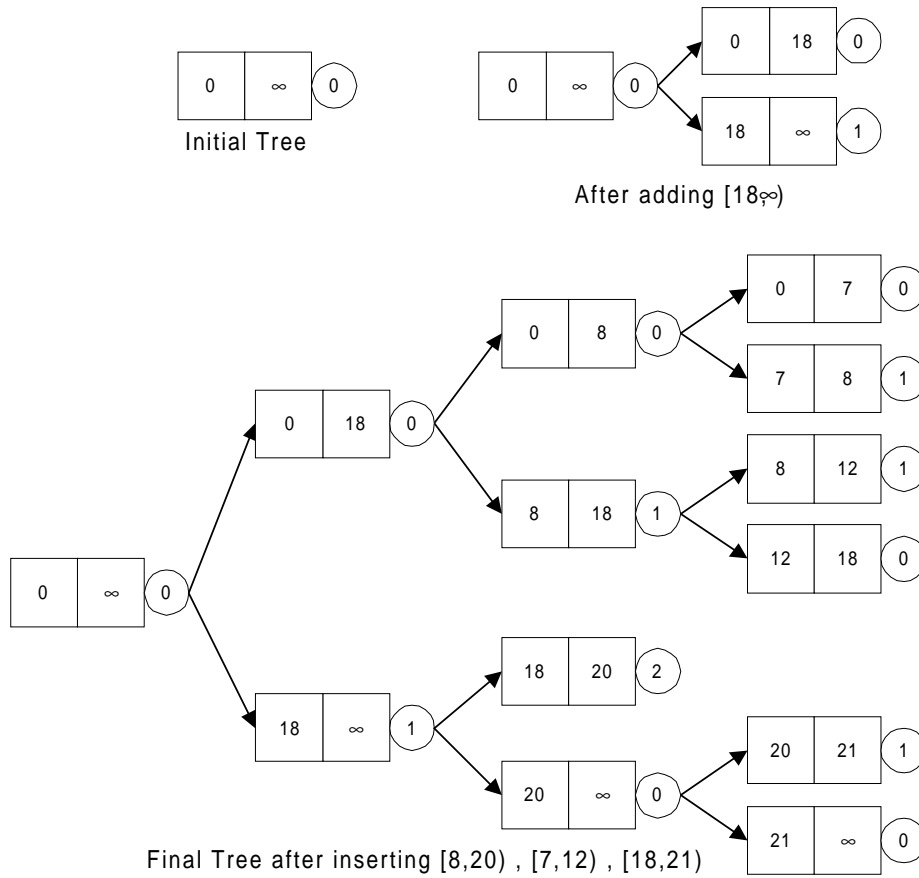 0 ∞ 0
Initial Tree
0 ∞ 0
0 18 0
18 ∞ 1
After adding [18,∞)
0 7 0
0 8 0
7 8 1
0 18 0
8 12 1
8 18 1
12 18 0
0 ∞ 0
18 20 2
18 ∞ 1
20 21 1
20 ∞ 0
21 ∞ 0
Final Tree after inserting [8,20) , [7,12) , [18,21)